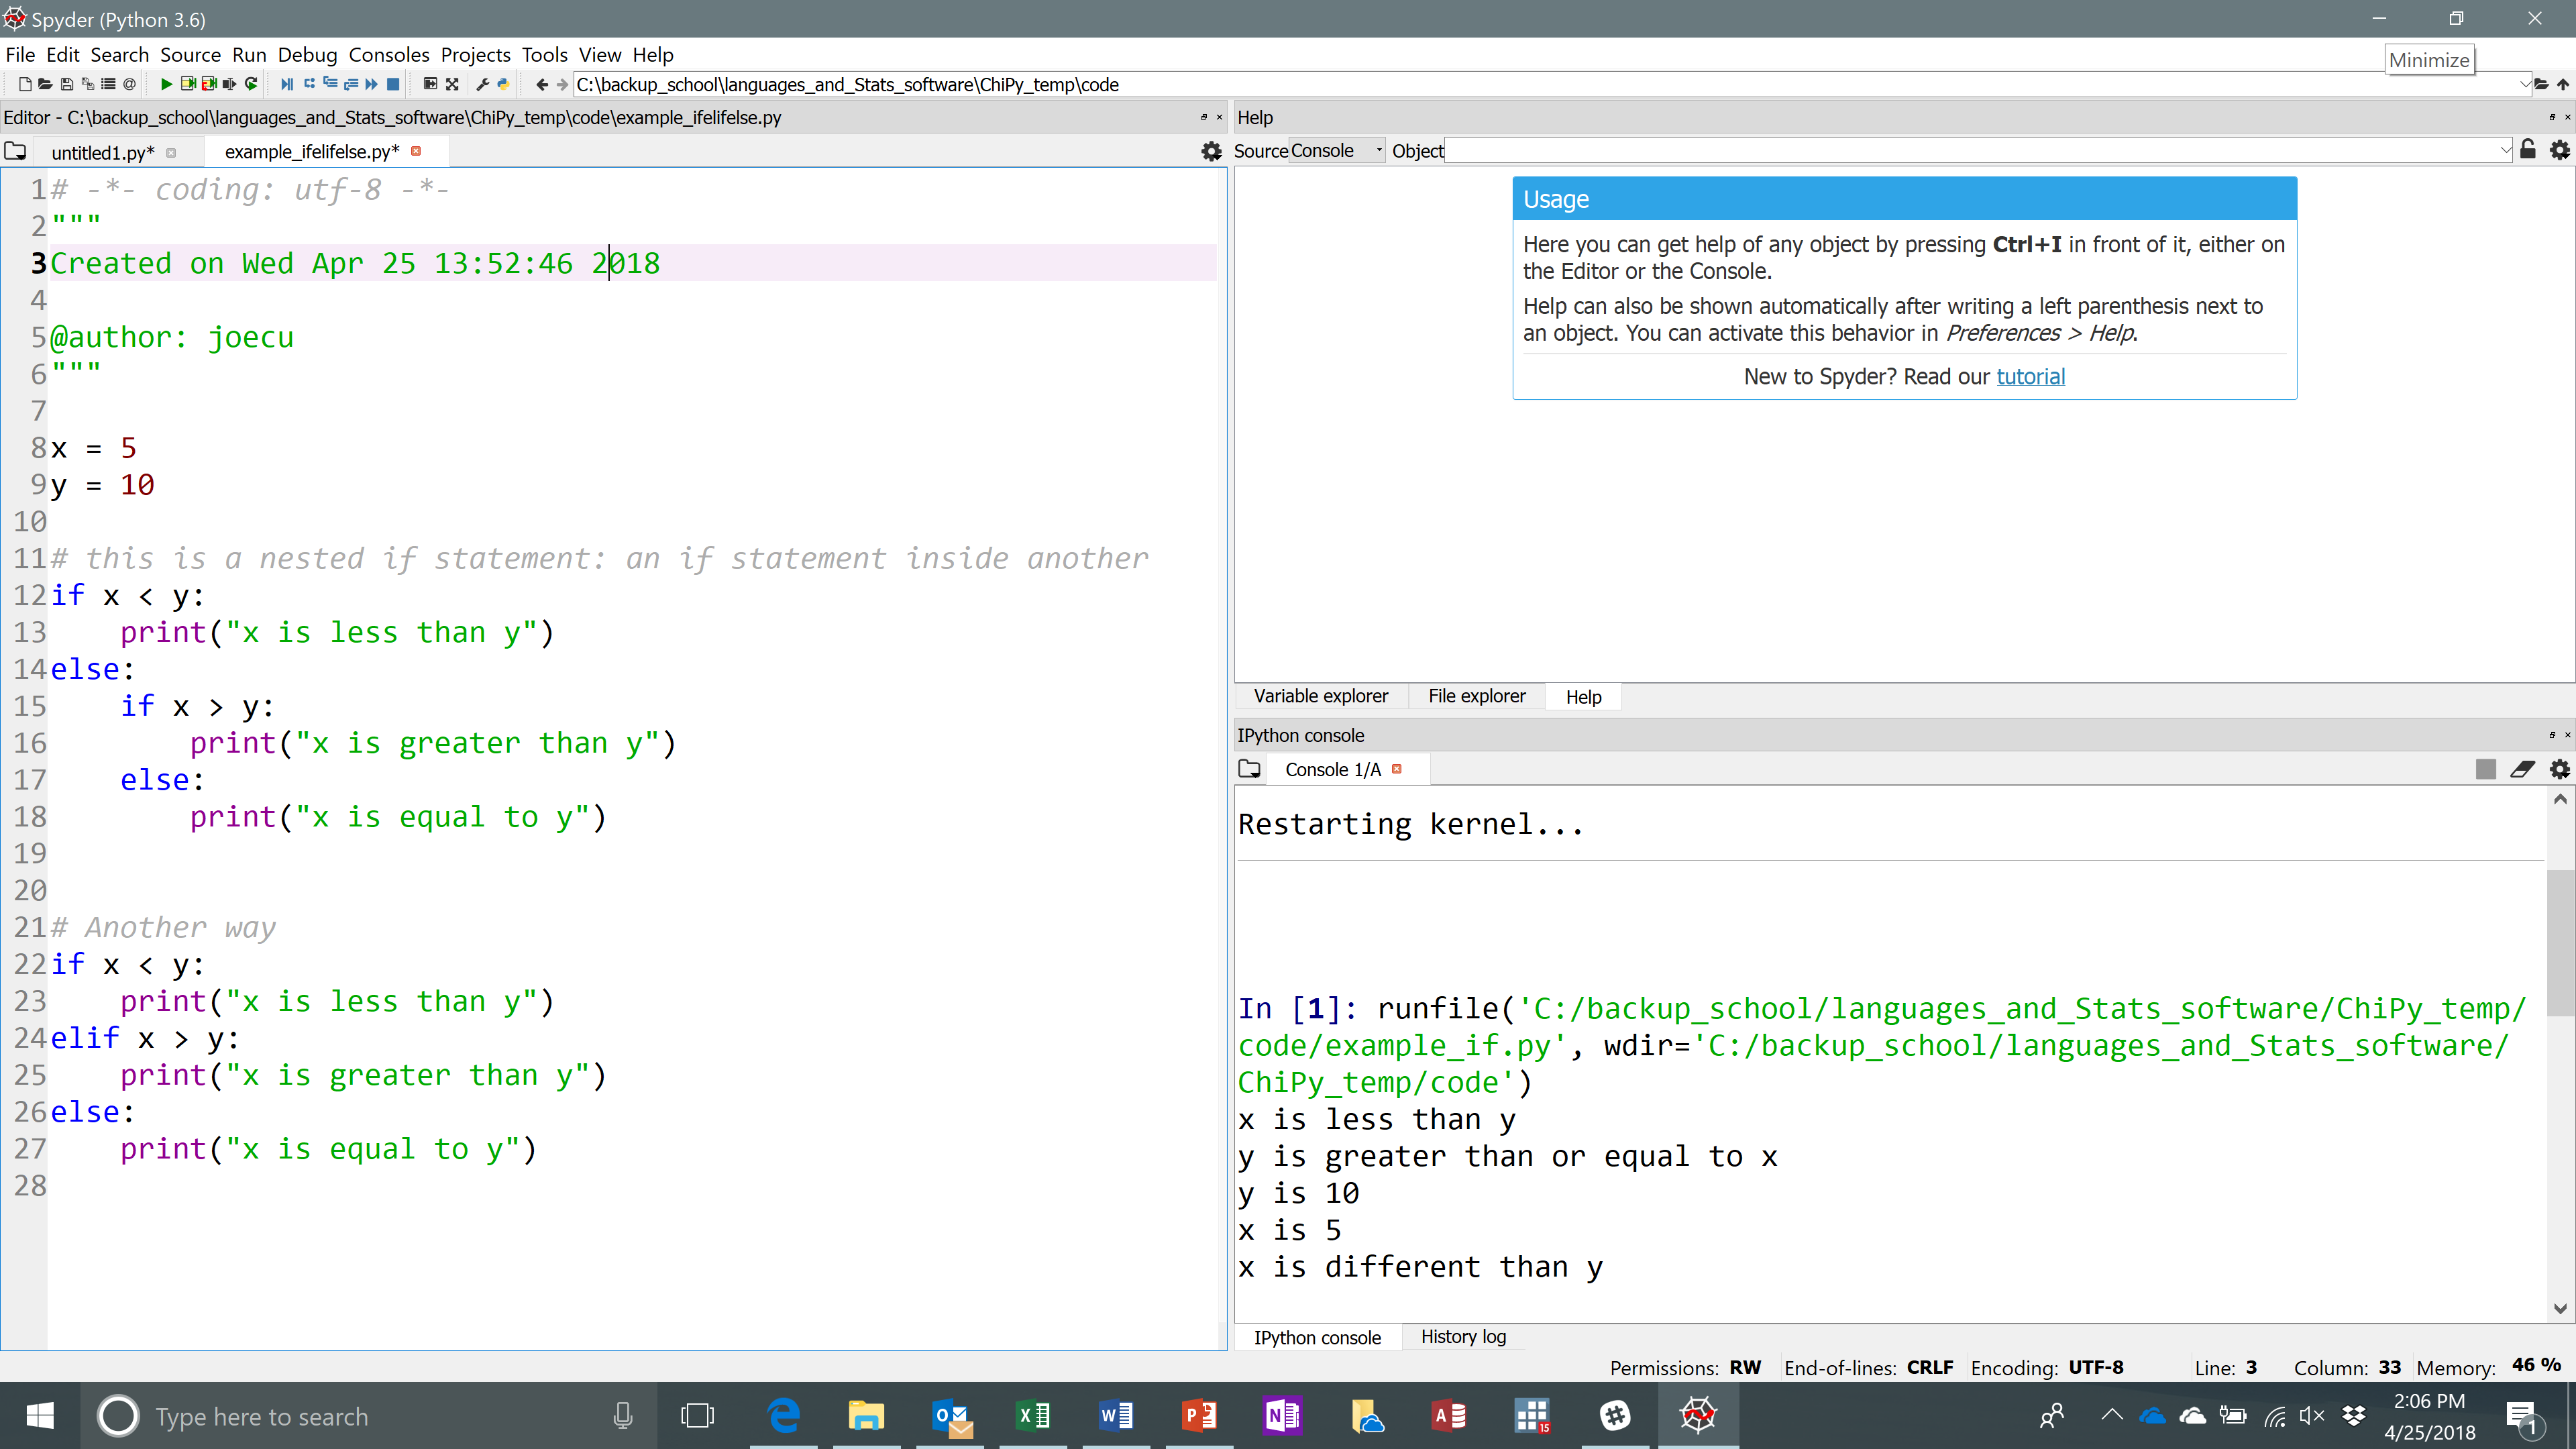 Spyder (Python 3.6)
File Edit Search Source Run Debug Consoles Projects Tools View Help
Minimize
C:\backup_school\languages_and_Stats_software\ChiPy_temp\code
Editor - C:\backup_school\languages_and_Stats_software\ChiPy_temp\code\example_ifelifelse.py
untitled1.py* example_ifelifelse.py*
1 # -*- coding: utf-8 -*-
2 """
3 Created on Wed Apr 25 13:52:46 2018
4
5 @author: joecu
6 """
7
8 x = 5
9 y = 10
10
11 # this is a nested if statement: an if statement inside another
12 if x < y:
13     print("x is less than y")
14 else:
15     if x > y:
16         print("x is greater than y")
17     else:
18         print("x is equal to y")
19
20
21 # Another way
22 if x < y:
23     print("x is less than y")
24 elif x > y:
25     print("x is greater than y")
26 else:
27     print("x is equal to y")
28
Help
Source Console Object
Usage
Here you can get help of any object by pressing Ctrl+I in front of it, either on
the Editor or the Console.
Help can also be shown automatically after writing a left parenthesis next to
an object. You can activate this behavior in Preferences > Help.
New to Spyder? Read our tutorial
Variable explorer File explorer Help
IPython console
Console 1/A
Restarting kernel...
In [1]: runfile('C:/backup_school/languages_and_Stats_software/ChiPy_temp/
code/example_if.py', wdir='C:/backup_school/languages_and_Stats_software/
ChiPy_temp/code')
x is less than y
y is greater than or equal to x
y is 10
x is 5
x is different than y
IPython console History log
Permissions: RW End-of-lines: CRLF Encoding: UTF-8 Line: 3 Column: 33 Memory: 46 %
Type here to search
15
2:06 PM
4/25/2018
1